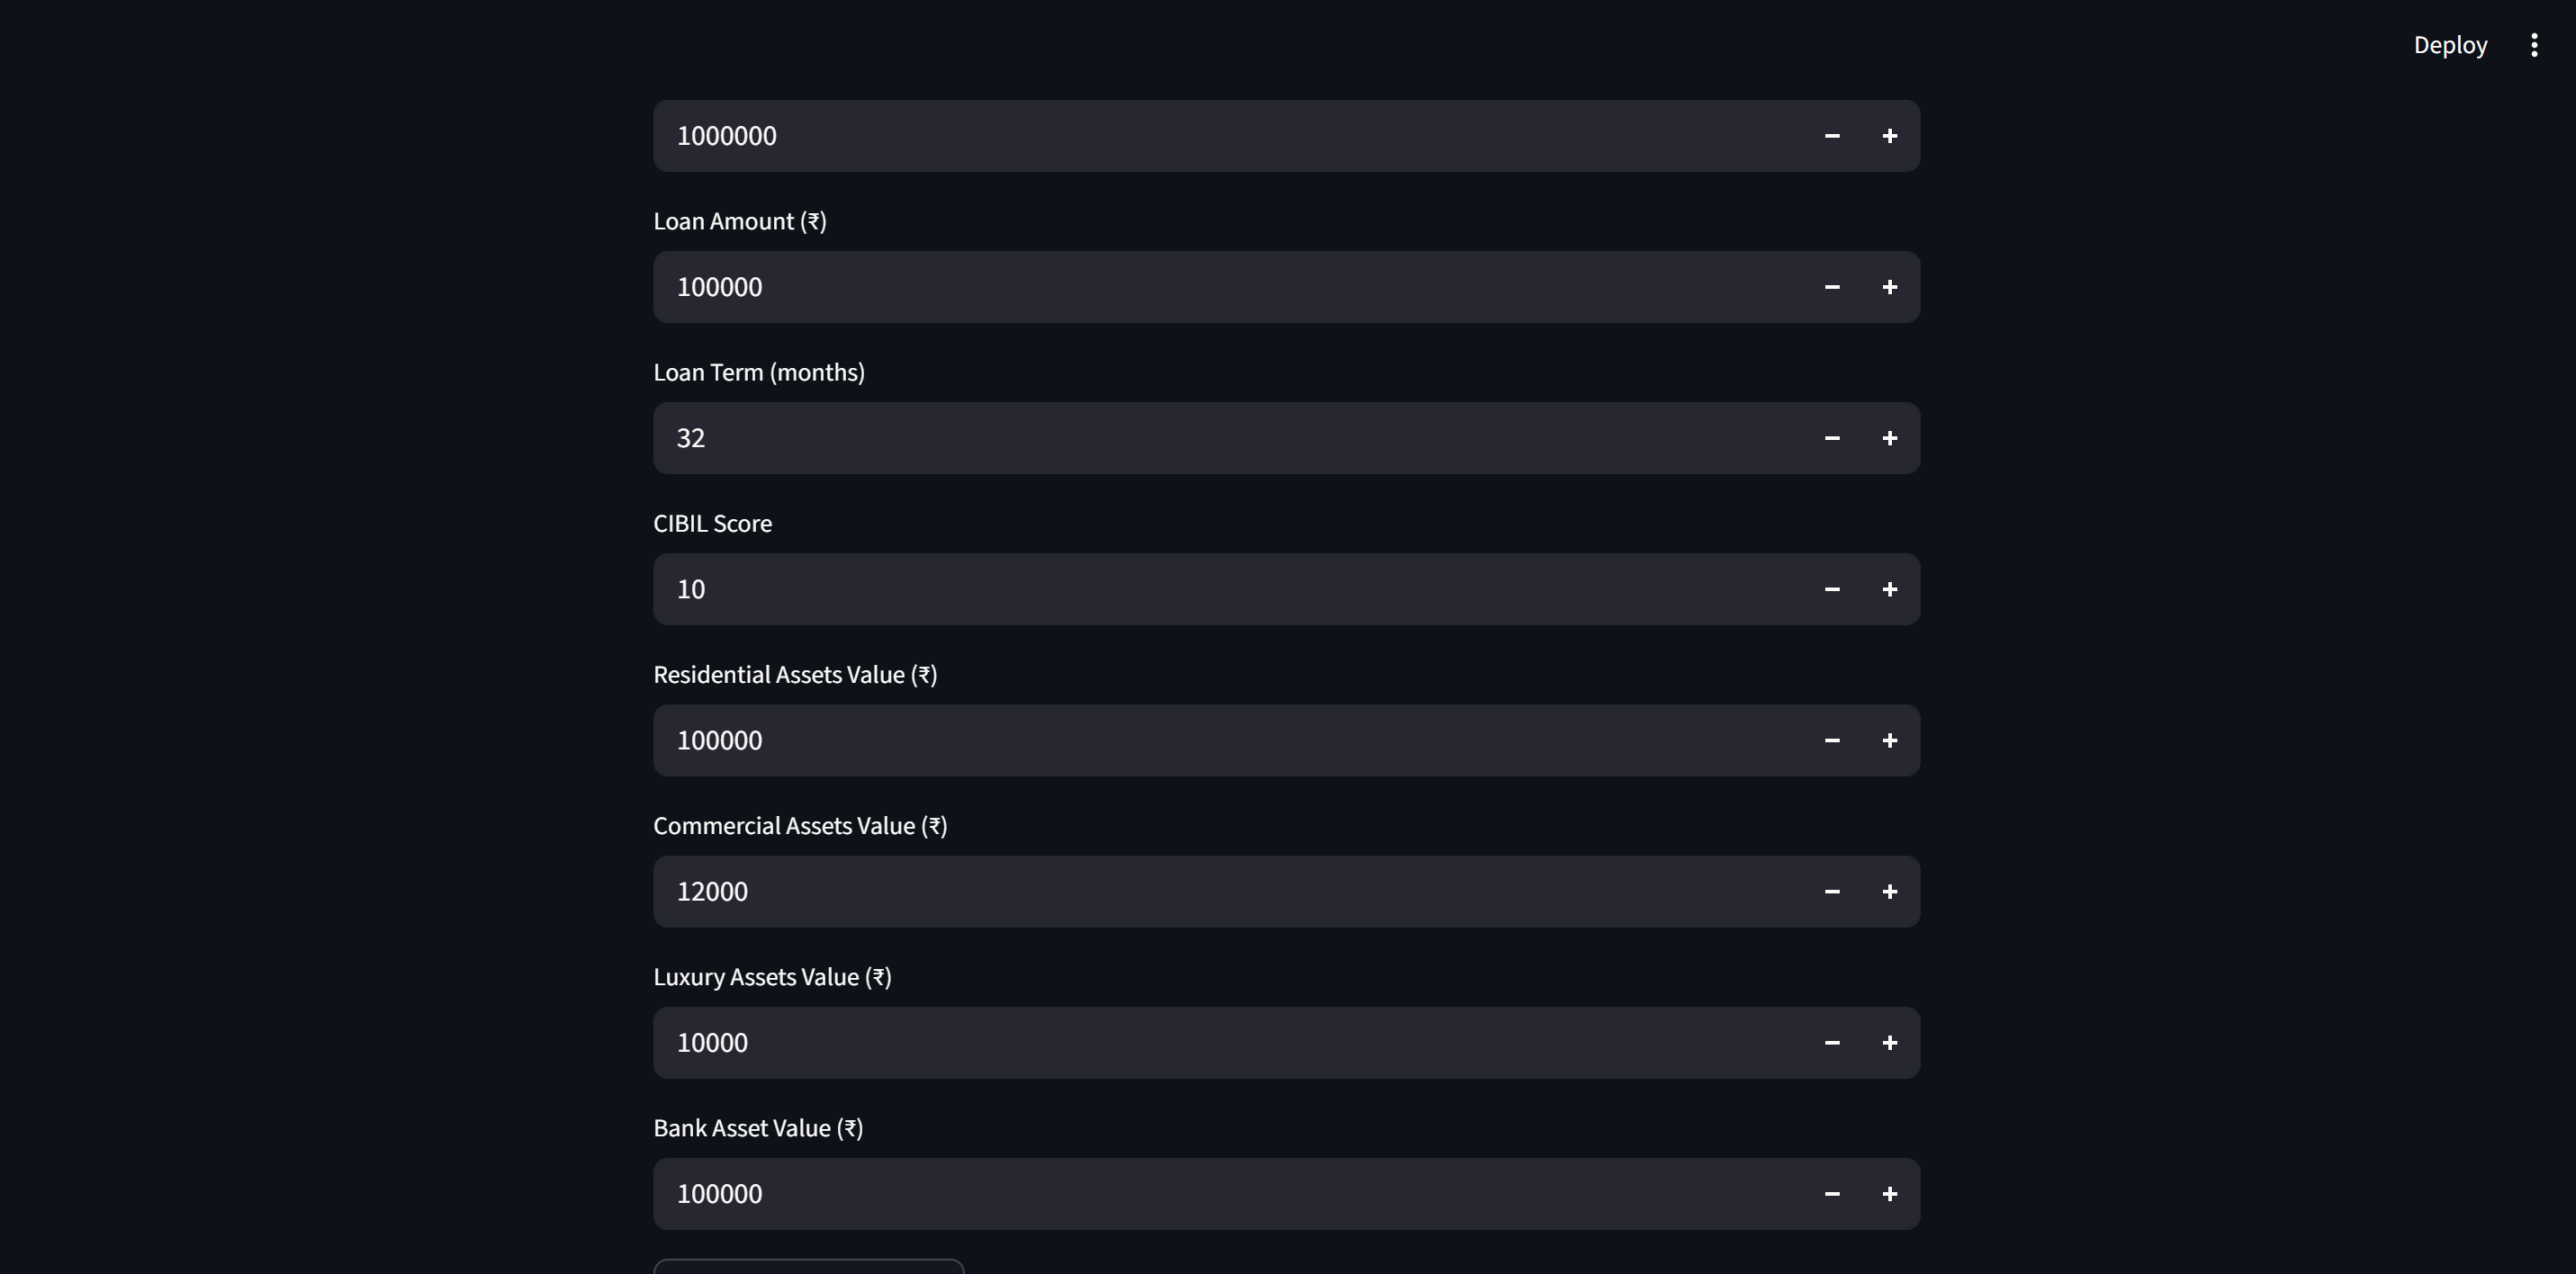 Deploy
1000000
Loan Amount (₹)
100000
Loan Term (months)
32
CIBIL Score
10
Residential Assets Value (₹)
100000
Commercial Assets Value (₹)
12000
Luxury Assets Value (₹)
10000
Bank Asset Value (₹)
100000